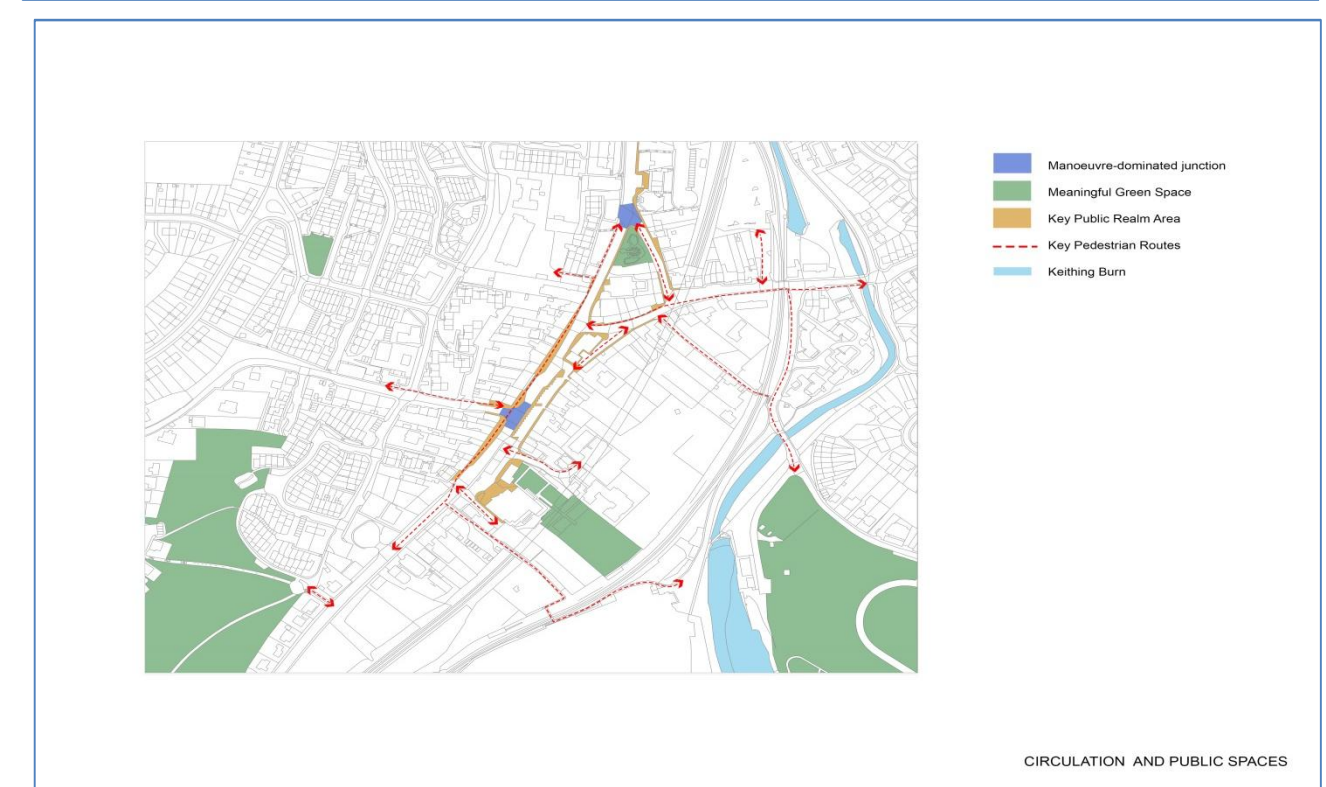 Manoeuvre-dominated junction
Meaningful Green Space
Key Public Realm Area
Key Pedestrian Routes
Keithing Burn
CIRCULATION AND PUBLIC SPACES